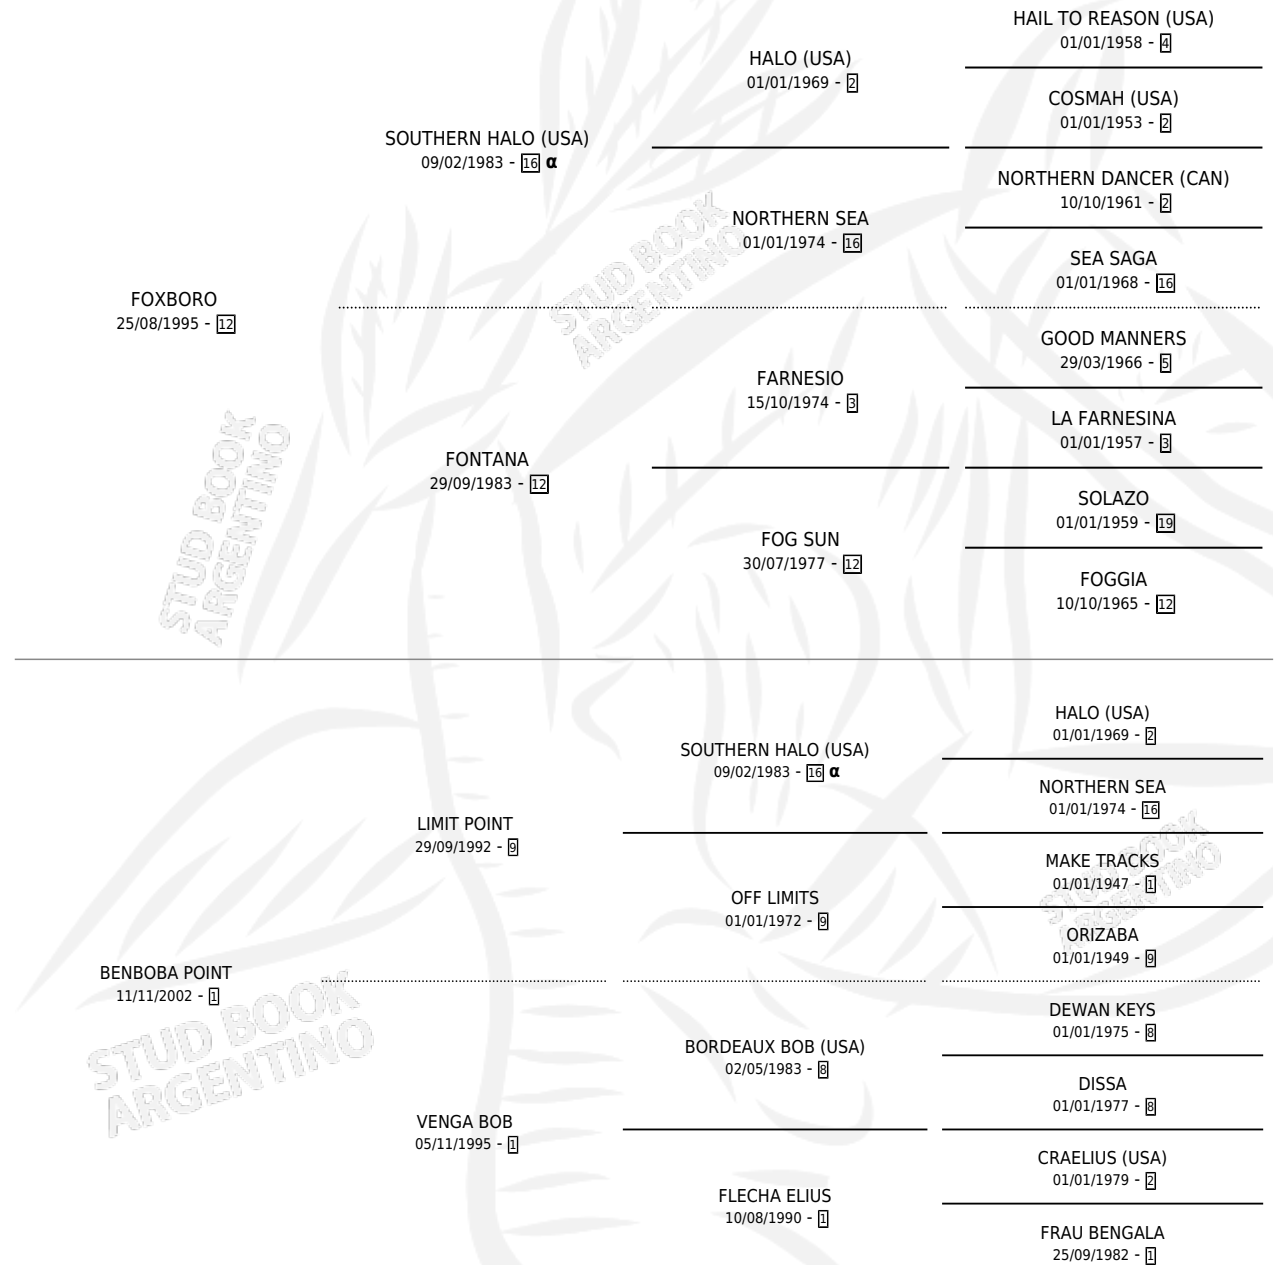 HAIL TO REASON (USA)
01/01/1958 - 4
HALO (USA)
01/01/1969 - 2
COSMAH (USA)
01/01/1953 - 2
SOUTHERN HALO (USA)
09/02/1983 - 16 α
NORTHERN DANCER (CAN)
10/10/1961 - 2
NORTHERN SEA
01/01/1974 - 16
SEA SAGA
01/01/1968 - 16
STUD BOOK
ARGENTINO
FOXBORO
25/08/1995 - 12
GOOD MANNERS
29/03/1966 - 5
FARNESIO
15/10/1974 - 3
LA FARNESINA
01/01/1957 - 3
FONTANA
29/09/1983 - 12
SOLAZO
01/01/1959 - 19
FOG SUN
30/07/1977 - 12
FOGGIA
10/10/1965 - 12
STUD BOOK
ARGENTINO
HALO (USA)
01/01/1969 - 2
SOUTHERN HALO (USA)
09/02/1983 - 16 α
NORTHERN SEA
01/01/1974 - 16
LIMIT POINT
29/09/1992 - 9
MAKE TRACKS
01/01/1947 - 1
OFF LIMITS
01/01/1972 - 9
ORIZABA
01/01/1949 - 9
STUD BOOK
ARGENTINO
BENBOBA POINT
11/11/2002 - 1
DEWAN KEYS
01/01/1975 - 8
BORDEAUX BOB (USA)
02/05/1983 - 8
DISSA
01/01/1977 - 8
STUD BOOK
ARGENTINO
VENGA BOB
05/11/1995 - 1
CRAELIUS (USA)
01/01/1979 - 2
FLECHA ELIUS
10/08/1990 - 1
FRAU BENGALA
25/09/1982 - 1